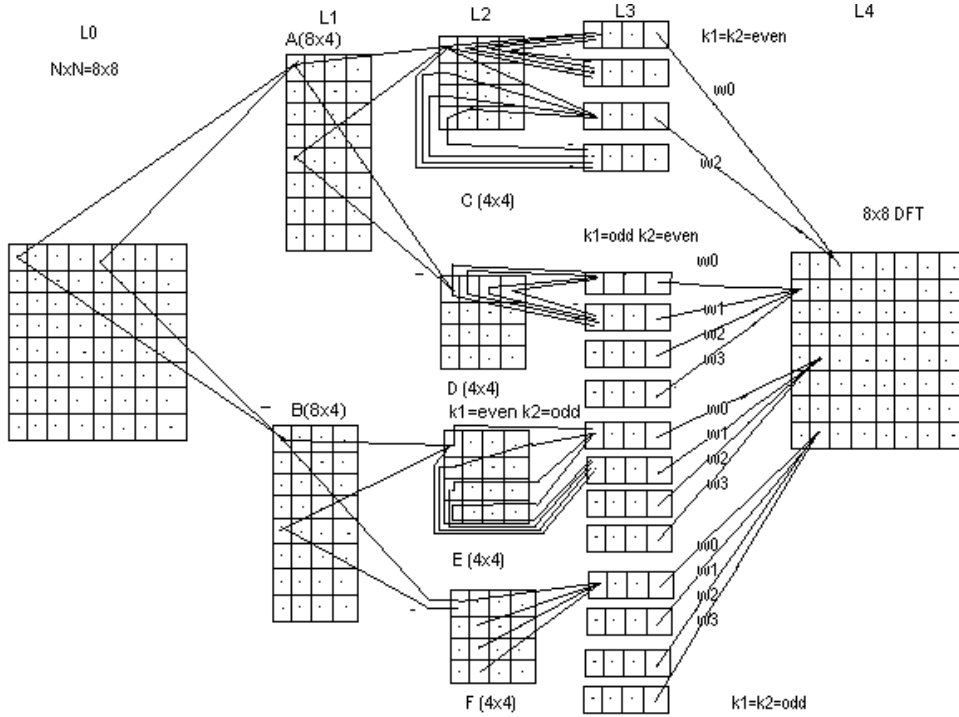 L0
L1
L2
L3
L4
NxN=8x8
A(8x4)
k1=k2=even
w0
w2
C (4x4)
k1=odd k2=even
8x8 DFT
w0
w1
w2
w3
D (4x4)
k1=even k2=odd
B(8x4)
w0
w1
w2
w3
E (4x4)
w0
w1
w2
w3
F (4x4)
k1=k2=odd